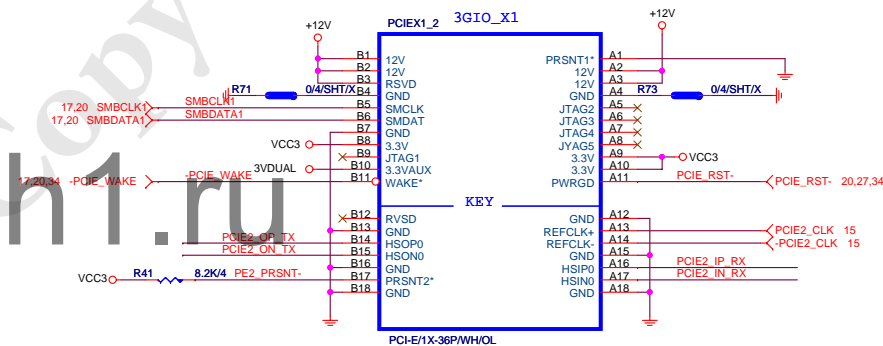 PCIEX1_2 3GIO_X1
+12V
+12V
B1 12V PRSNT1* A1
B2 12V 12V A2
B3 RSVD 12V A3
R71 0/4/SHT/X B4 GND GND A4 R73 0/4/SHT/X
17,20 SMBCLK1 SMBCLK1 B5 SMCLK JTAG2 A5
17,20 SMBDATA1 SMBDATA1 B6 SMDAT JTAG3 A6
B7 GND JTAG4 A7
VCC3 B8 3.3V JYAG5 A8
B9 JTAG1 3.3V A9 VCC3
3VDUAL B10 3.3VAUX 3.3V A10
17,20,34 -PCIE_WAKE -PCIE_WAKE B11 WAKE* PWRGD A11 PCIE_RST- PCIE_RST- 20,27,34
KEY
B12 RVSD GND A12
B13 GND REFCLK+ A13 PCIE2_CLK 15
PCIE2_OP_TX B14 HSOP0 REFCLK- A14 -PCIE2_CLK 15
PCIE2_ON_TX B15 HSON0 GND A15
B16 GND HSIP0 A16 PCIE2_IP_RX
VCC3 R41 8.2K/4 PE2_PRSNT- B17 PRSNT2* HSIN0 A17 PCIE2_IN_RX
B18 GND GND A18
PCI-E/1X-36P/WH/OL
Copy
h1.ru